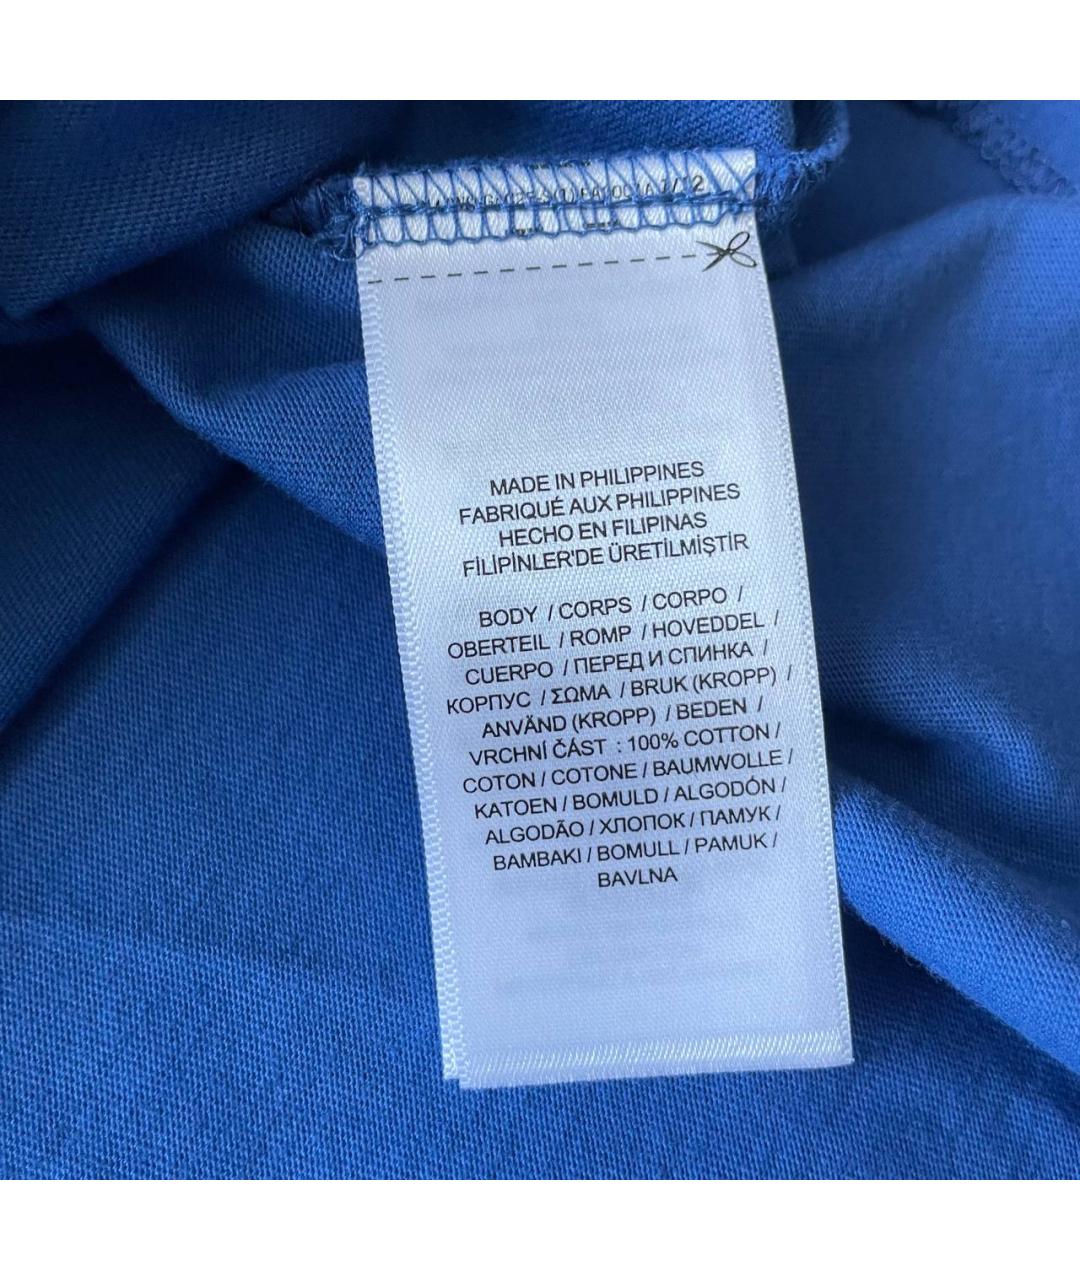 MADE IN PHILIPPINES
FABRIQUÉ AUX PHILIPPINES
HECHO EN FILIPINAS
FİLİPİNLER'DE ÜRETİLMİŞTİR
BODY / CORPS / CORPO /
OBERTEIL / ROMP / HOVEDDEL /
CUERPO / ПЕРЕД И СПИНКА /
КОРПУС / ΣΩΜΑ / BRUK (KROPP) /
ANVÄND (KROPP) / BEDEN /
VRCHNÍ ČÁST : 100% COTTON /
COTON / COTONE / BAUMWOLLE /
KATOEN / BOMULD / ALGODÓN /
ALGODÃO / ХЛОПОК / ПАМУК /
BAMBAKI / BOMULL / PAMUK /
BAVLNA